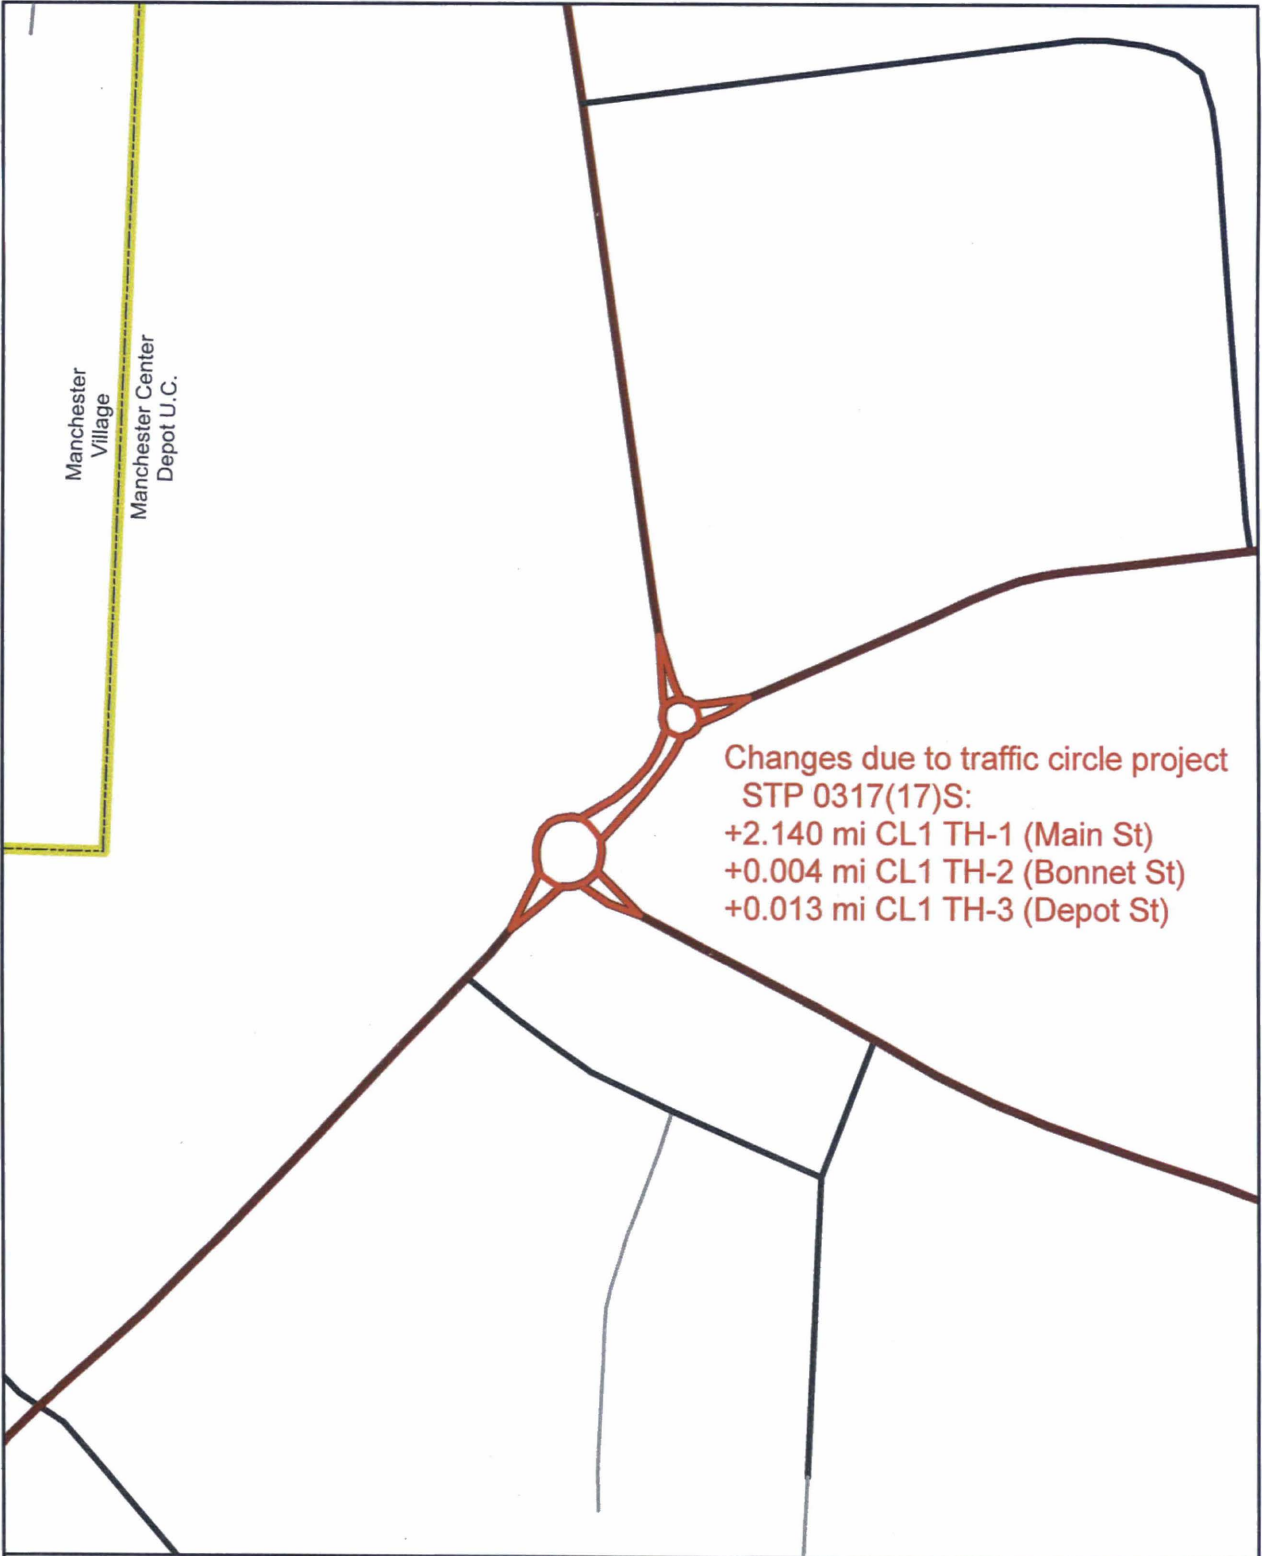 Manchester
Village
Manchester Center
Depot U.C.
Changes due to traffic circle project
STP 0317(17)S:
+2.140 mi CL1 TH-1 (Main St)
+0.004 mi CL1 TH-2 (Bonnet St)
+0.013 mi CL1 TH-3 (Depot St)